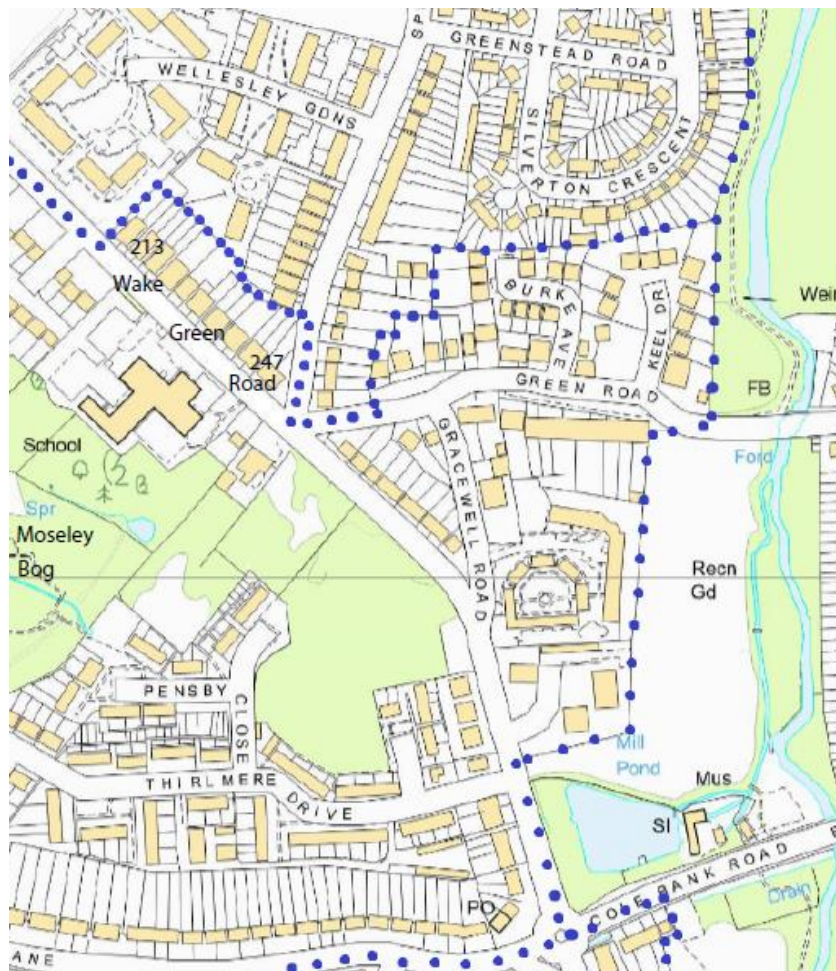 SP
GREENSTEAD ROAD
WELLESLEY GDNS
SILVERTON CRESCENT
213
Wake
Green
247
Road
BURKE AVE
KEEL DR
Weir
GREEN ROAD
FB
School
GRACEWELL ROAD
Ford
Spr
Moseley
Bog
Recn
Gd
PENSBY
CLOSE
THIRLMERE DRIVE
Mill
Pond
Mus
Sl
PO
COLE BANK ROAD
Drain
ANE